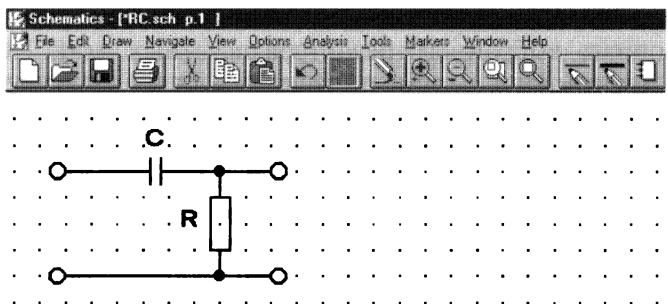 Schematics - [*RC.sch p.1 ]
File Edit Draw Navigate View Options Analysis Tools Markers Window Help
C
R